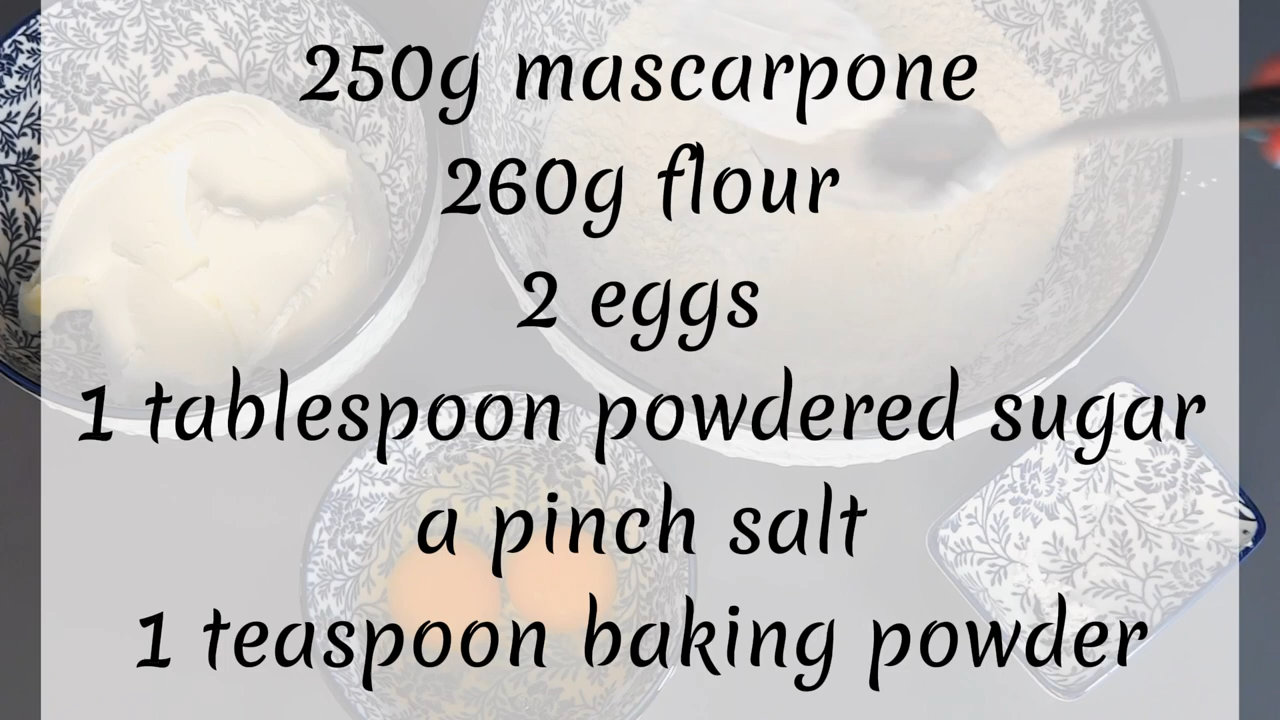 250g mascarpone
260g flour
2 eggs
1 tablespoon powdered sugar
a pinch salt
1 teaspoon baking powder